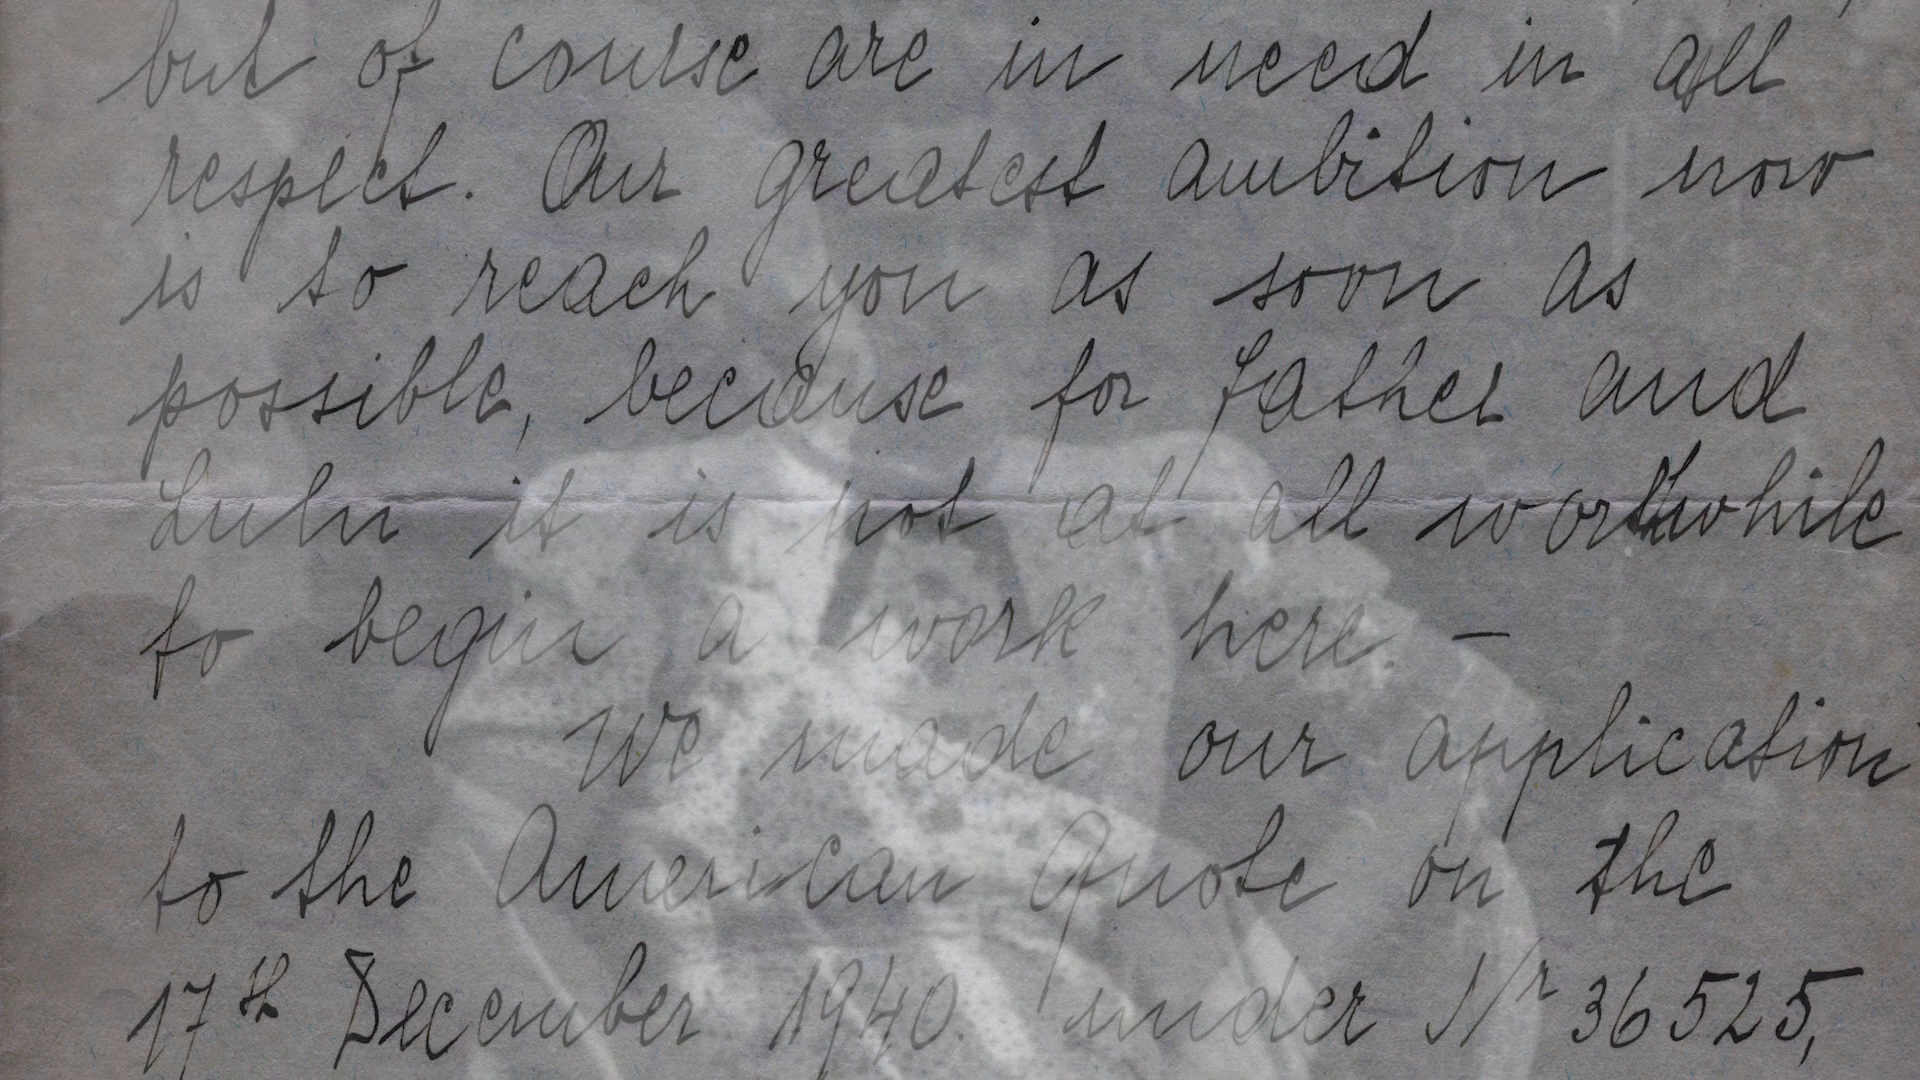 but of course are in need in all
respect. Our greatest ambition now
is to reach you as soon as
possible, because for father and
Lulu it is not at all worthwhile
to begin a work here. —
We made our application
to the American Quote on the
17th December 1940. under Nr 36525,